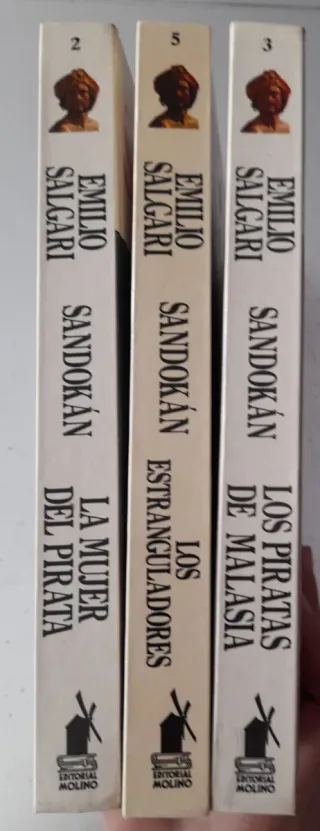 2
EMILIO
SALGARI
SANDOKÁN
LA MUJER
DEL PIRATA
EDITORIAL
MOLINO
5
EMILIO
SALGARI
SANDOKÁN
LOS
ESTRANGULADORES
EDITORIAL
MOLINO
3
EMILIO
SALGARI
SANDOKÁN
LOS PIRATAS
DE MALASIA
EDITORIAL
MOLINO